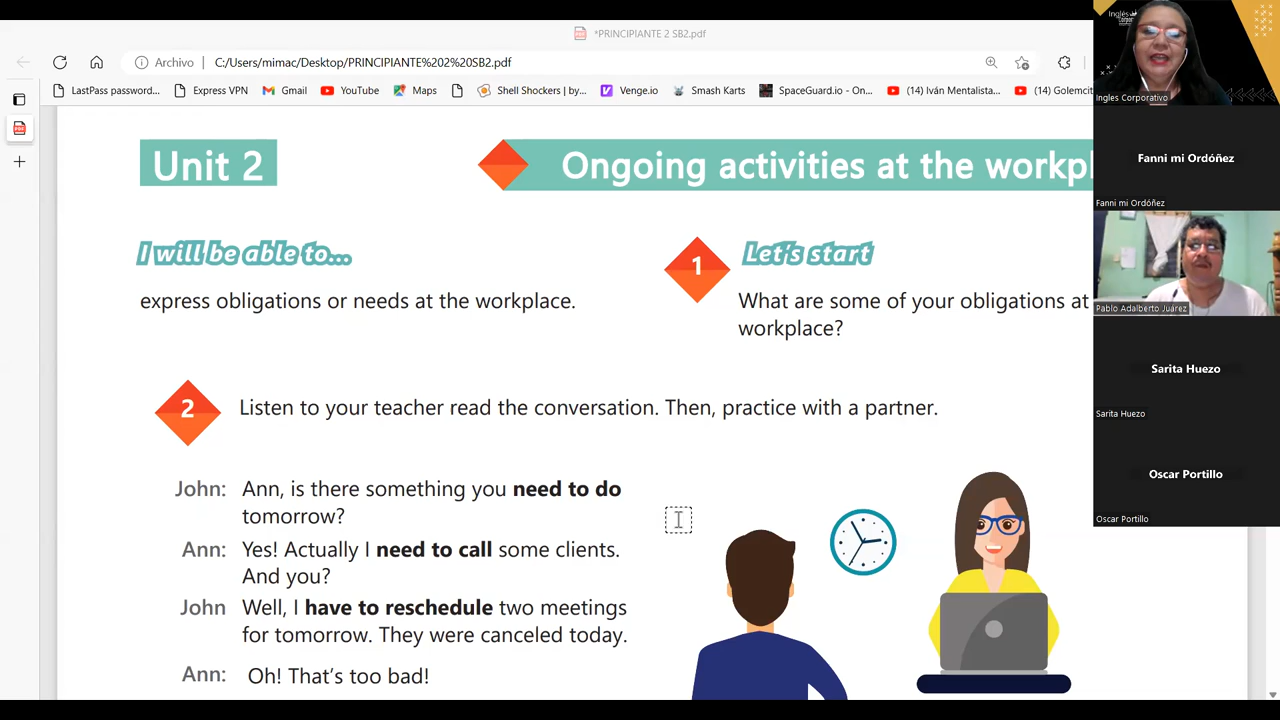 *PRINCIPIANTE 2 SB2.pdf
Archivo
C:/Users/mimac/Desktop/PRINCIPIANTE%202%20SB2.pdf
LastPass password...
Express VPN
Gmail
YouTube
Maps
Shell Shockers | by...
Venge.io
Smash Karts
SpaceGuard.io - On...
(14) Iván Mentalista...
(14) Golemcit
Unit 2
Ongoing activities at the workpl
I will be able to...
express obligations or needs at the workplace.
1
Let's start
What are some of your obligations at
workplace?
2
Listen to your teacher read the conversation. Then, practice with a partner.
John: Ann, is there something you need to do
tomorrow?
Ann: Yes! Actually I need to call some clients.
And you?
John Well, I have to reschedule two meetings
for tomorrow. They were canceled today.
Ann: Oh! That's too bad!
Inglés
Ingles Corporativo
Fanni mi Ordóñez
Fanni mi Ordóñez
Pablo Adalberto Juárez
Sarita Huezo
Sarita Huezo
Oscar Portillo
Oscar Portillo